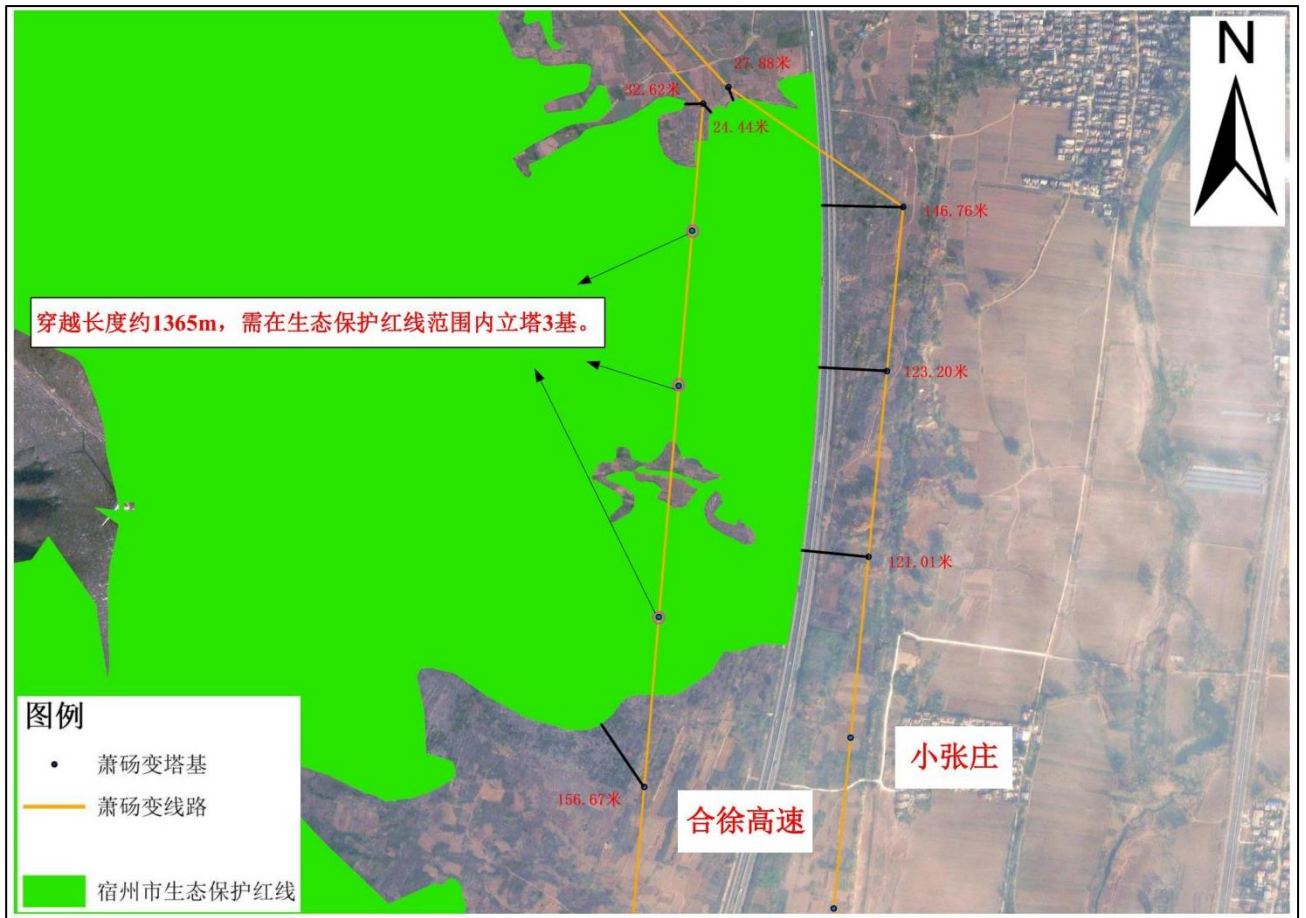 N
27.88米
32.62米
24.44米
146.76米
穿越长度约1365m，需在生态保护红线范围内立塔3基。
123.20米
121.01米
小张庄
156.67米
合徐高速
图例
萧砀变塔基
萧砀变线路
宿州市生态保护红线